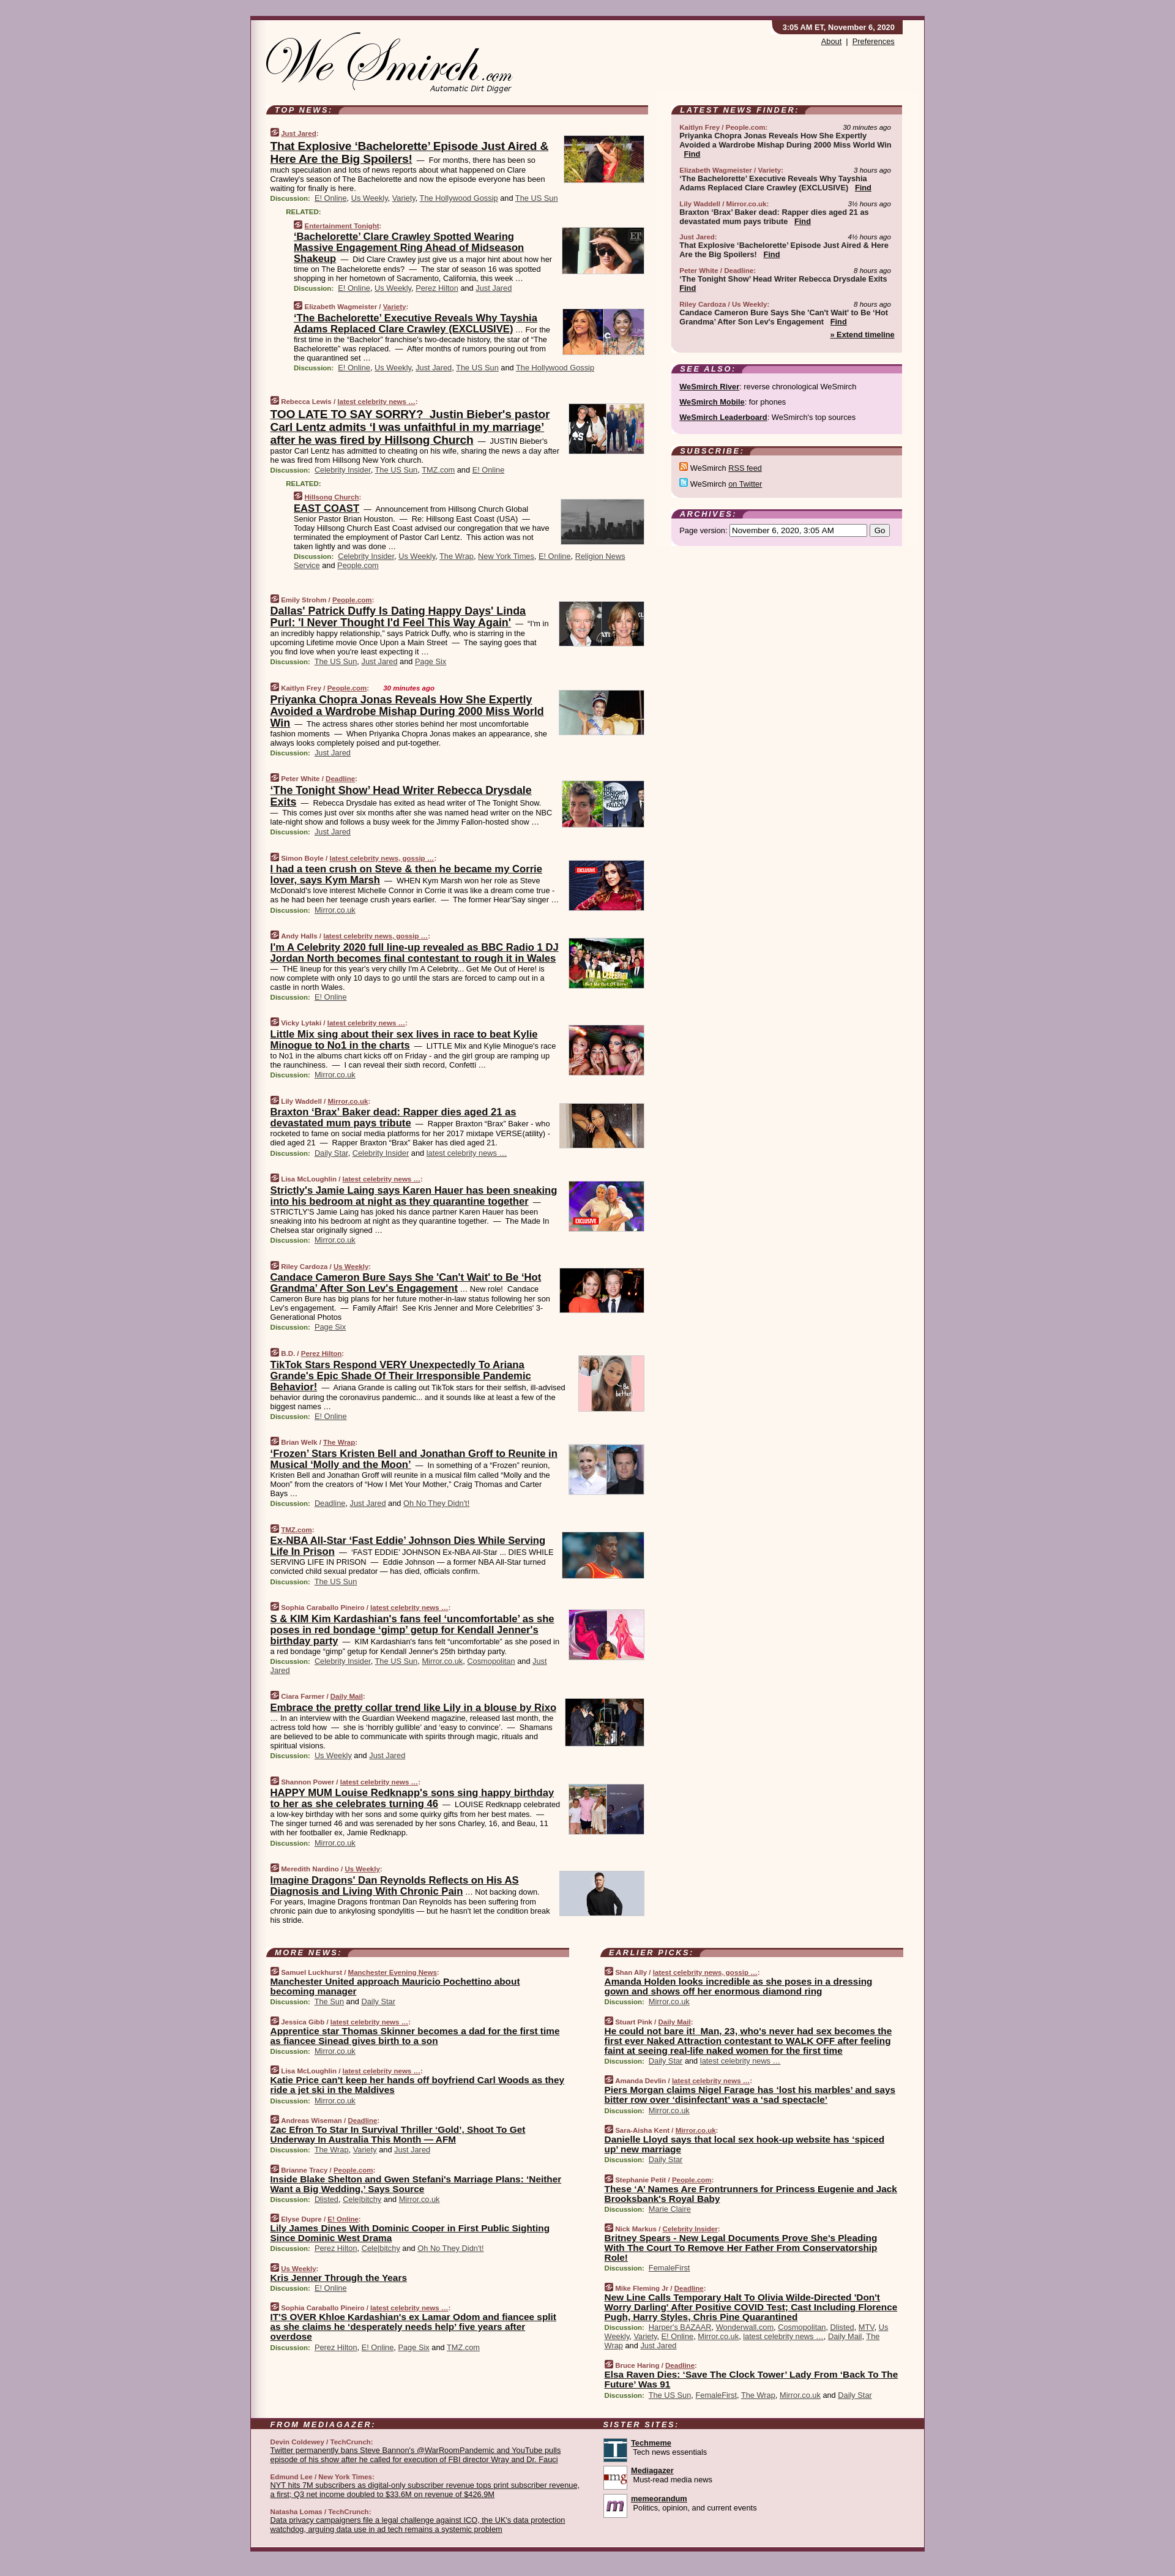 3:05 AM ET, November 6, 2020
About | Preferences
We Smirch.com
Automatic Dirt Digger
TOP NEWS:
Just Jared:
That Explosive ‘Bachelorette’ Episode Just Aired &
Here Are the Big Spoilers! — For months, there has been so
much speculation and lots of news reports about what happened on Clare
Crawley's season of The Bachelorette and now the episode everyone has been
waiting for finally is here.
Discussion: E! Online, Us Weekly, Variety, The Hollywood Gossip and The US Sun
RELATED:
Entertainment Tonight:
‘Bachelorette’ Clare Crawley Spotted Wearing
Massive Engagement Ring Ahead of Midseason
Shakeup — Did Clare Crawley just give us a major hint about how her
time on The Bachelorette ends? — The star of season 16 was spotted
shopping in her hometown of Sacramento, California, this week …
Discussion: E! Online, Us Weekly, Perez Hilton and Just Jared
Elizabeth Wagmeister / Variety:
‘The Bachelorette’ Executive Reveals Why Tayshia
Adams Replaced Clare Crawley (EXCLUSIVE) … For the
first time in the “Bachelor” franchise's two-decade history, the star of “The
Bachelorette” was replaced. — After months of rumors pouring out from
the quarantined set …
Discussion: E! Online, Us Weekly, Just Jared, The US Sun and The Hollywood Gossip
Rebecca Lewis / latest celebrity news …:
TOO LATE TO SAY SORRY? Justin Bieber's pastor
Carl Lentz admits ‘I was unfaithful in my marriage’
after he was fired by Hillsong Church — JUSTIN Bieber's
pastor Carl Lentz has admitted to cheating on his wife, sharing the news a day after
he was fired from Hillsong New York church.
Discussion: Celebrity Insider, The US Sun, TMZ.com and E! Online
RELATED:
Hillsong Church:
EAST COAST — Announcement from Hillsong Church Global
Senior Pastor Brian Houston. — Re: Hillsong East Coast (USA) —
Today Hillsong Church East Coast advised our congregation that we have
terminated the employment of Pastor Carl Lentz. This action was not
taken lightly and was done …
Discussion: Celebrity Insider, Us Weekly, The Wrap, New York Times, E! Online, Religion News
Service and People.com
Emily Strohm / People.com:
Dallas' Patrick Duffy Is Dating Happy Days' Linda
Purl: 'I Never Thought I'd Feel This Way Again' — “I'm in
an incredibly happy relationship,” says Patrick Duffy, who is starring in the
upcoming Lifetime movie Once Upon a Main Street — The saying goes that
you find love when you're least expecting it …
Discussion: The US Sun, Just Jared and Page Six
Kaitlyn Frey / People.com: 30 minutes ago
Priyanka Chopra Jonas Reveals How She Expertly
Avoided a Wardrobe Mishap During 2000 Miss World
Win — The actress shares other stories behind her most uncomfortable
fashion moments — When Priyanka Chopra Jonas makes an appearance, she
always looks completely poised and put-together.
Discussion: Just Jared
Peter White / Deadline:
‘The Tonight Show’ Head Writer Rebecca Drysdale
Exits — Rebecca Drysdale has exited as head writer of The Tonight Show.
— This comes just over six months after she was named head writer on the NBC
late-night show and follows a busy week for the Jimmy Fallon-hosted show …
Discussion: Just Jared
Simon Boyle / latest celebrity news, gossip …:
I had a teen crush on Steve & then he became my Corrie
lover, says Kym Marsh — WHEN Kym Marsh won her role as Steve
McDonald's love interest Michelle Connor in Corrie it was like a dream come true -
as he had been her teenage crush years earlier. — The former Hear'Say singer …
Discussion: Mirror.co.uk
Andy Halls / latest celebrity news, gossip …:
I'm A Celebrity 2020 full line-up revealed as BBC Radio 1 DJ
Jordan North becomes final contestant to rough it in Wales
— THE lineup for this year's very chilly I'm A Celebrity... Get Me Out of Here! is
now complete with only 10 days to go until the stars are forced to camp out in a
castle in north Wales.
Discussion: E! Online
Vicky Lytaki / latest celebrity news …:
Little Mix sing about their sex lives in race to beat Kylie
Minogue to No1 in the charts — LITTLE Mix and Kylie Minogue's race
to No1 in the albums chart kicks off on Friday - and the girl group are ramping up
the raunchiness. — I can reveal their sixth record, Confetti …
Discussion: Mirror.co.uk
Lily Waddell / Mirror.co.uk:
Braxton ‘Brax’ Baker dead: Rapper dies aged 21 as
devastated mum pays tribute — Rapper Braxton “Brax” Baker - who
rocketed to fame on social media platforms for her 2017 mixtape VERSE(atility) -
died aged 21 — Rapper Braxton “Brax” Baker has died aged 21.
Discussion: Daily Star, Celebrity Insider and latest celebrity news …
Lisa McLoughlin / latest celebrity news …:
Strictly's Jamie Laing says Karen Hauer has been sneaking
into his bedroom at night as they quarantine together —
STRICTLY'S Jamie Laing has joked his dance partner Karen Hauer has been
sneaking into his bedroom at night as they quarantine together. — The Made In
Chelsea star originally signed …
Discussion: Mirror.co.uk
Riley Cardoza / Us Weekly:
Candace Cameron Bure Says She 'Can't Wait' to Be ‘Hot
Grandma’ After Son Lev's Engagement … New role! Candace
Cameron Bure has big plans for her future mother-in-law status following her son
Lev's engagement. — Family Affair! See Kris Jenner and More Celebrities' 3-
Generational Photos
Discussion: Page Six
B.D. / Perez Hilton:
TikTok Stars Respond VERY Unexpectedly To Ariana
Grande's Epic Shade Of Their Irresponsible Pandemic
Behavior! — Ariana Grande is calling out TikTok stars for their selfish, ill-advised
behavior during the coronavirus pandemic... and it sounds like at least a few of the
biggest names …
Discussion: E! Online
Brian Welk / The Wrap:
‘Frozen’ Stars Kristen Bell and Jonathan Groff to Reunite in
Musical ‘Molly and the Moon’ — In something of a “Frozen” reunion,
Kristen Bell and Jonathan Groff will reunite in a musical film called “Molly and the
Moon” from the creators of “How I Met Your Mother,” Craig Thomas and Carter
Bays …
Discussion: Deadline, Just Jared and Oh No They Didn't!
TMZ.com:
Ex-NBA All-Star ‘Fast Eddie’ Johnson Dies While Serving
Life In Prison — ‘FAST EDDIE’ JOHNSON Ex-NBA All-Star ... DIES WHILE
SERVING LIFE IN PRISON — Eddie Johnson — a former NBA All-Star turned
convicted child sexual predator — has died, officials confirm.
Discussion: The US Sun
Sophia Caraballo Pineiro / latest celebrity news …:
S & KIM Kim Kardashian's fans feel ‘uncomfortable’ as she
poses in red bondage ‘gimp’ getup for Kendall Jenner's
birthday party — KIM Kardashian's fans felt “uncomfortable” as she posed in
a red bondage “gimp” getup for Kendall Jenner's 25th birthday party.
Discussion: Celebrity Insider, The US Sun, Mirror.co.uk, Cosmopolitan and Just
Jared
Ciara Farmer / Daily Mail:
Embrace the pretty collar trend like Lily in a blouse by Rixo
… In an interview with the Guardian Weekend magazine, released last month, the
actress told how — she is ‘horribly gullible’ and ‘easy to convince’. — Shamans
are believed to be able to communicate with spirits through magic, rituals and
spiritual visions.
Discussion: Us Weekly and Just Jared
Shannon Power / latest celebrity news …:
HAPPY MUM Louise Redknapp's sons sing happy birthday
to her as she celebrates turning 46 — LOUISE Redknapp celebrated
a low-key birthday with her sons and some quirky gifts from her best mates. —
The singer turned 46 and was serenaded by her sons Charley, 16, and Beau, 11
with her footballer ex, Jamie Redknapp.
Discussion: Mirror.co.uk
Meredith Nardino / Us Weekly:
Imagine Dragons' Dan Reynolds Reflects on His AS
Diagnosis and Living With Chronic Pain … Not backing down.
For years, Imagine Dragons frontman Dan Reynolds has been suffering from
chronic pain due to ankylosing spondylitis — but he hasn't let the condition break
his stride.
LATEST NEWS FINDER:
Kaitlyn Frey / People.com: 30 minutes ago
Priyanka Chopra Jonas Reveals How She Expertly
Avoided a Wardrobe Mishap During 2000 Miss World Win
Find
Elizabeth Wagmeister / Variety: 3 hours ago
‘The Bachelorette’ Executive Reveals Why Tayshia
Adams Replaced Clare Crawley (EXCLUSIVE) Find
Lily Waddell / Mirror.co.uk: 3½ hours ago
Braxton ‘Brax’ Baker dead: Rapper dies aged 21 as
devastated mum pays tribute Find
Just Jared: 4½ hours ago
That Explosive ‘Bachelorette’ Episode Just Aired & Here
Are the Big Spoilers! Find
Peter White / Deadline: 8 hours ago
‘The Tonight Show’ Head Writer Rebecca Drysdale Exits
Find
Riley Cardoza / Us Weekly: 8 hours ago
Candace Cameron Bure Says She 'Can't Wait' to Be ‘Hot
Grandma’ After Son Lev's Engagement Find
» Extend timeline
SEE ALSO:
WeSmirch River: reverse chronological WeSmirch
WeSmirch Mobile: for phones
WeSmirch Leaderboard: WeSmirch's top sources
SUBSCRIBE:
WeSmirch RSS feed
WeSmirch on Twitter
ARCHIVES:
Page version: November 6, 2020, 3:05 AM Go
MORE NEWS:
Samuel Luckhurst / Manchester Evening News:
Manchester United approach Mauricio Pochettino about
becoming manager
Discussion: The Sun and Daily Star
Jessica Gibb / latest celebrity news …:
Apprentice star Thomas Skinner becomes a dad for the first time
as fiancee Sinead gives birth to a son
Discussion: Mirror.co.uk
Lisa McLoughlin / latest celebrity news …:
Katie Price can't keep her hands off boyfriend Carl Woods as they
ride a jet ski in the Maldives
Discussion: Mirror.co.uk
Andreas Wiseman / Deadline:
Zac Efron To Star In Survival Thriller ‘Gold’, Shoot To Get
Underway In Australia This Month — AFM
Discussion: The Wrap, Variety and Just Jared
Brianne Tracy / People.com:
Inside Blake Shelton and Gwen Stefani's Marriage Plans: ‘Neither
Want a Big Wedding,’ Says Source
Discussion: Dlisted, Cele|bitchy and Mirror.co.uk
Elyse Dupre / E! Online:
Lily James Dines With Dominic Cooper in First Public Sighting
Since Dominic West Drama
Discussion: Perez Hilton, Cele|bitchy and Oh No They Didn't!
Us Weekly:
Kris Jenner Through the Years
Discussion: E! Online
Sophia Caraballo Pineiro / latest celebrity news …:
IT'S OVER Khloe Kardashian's ex Lamar Odom and fiancee split
as she claims he ‘desperately needs help’ five years after
overdose
Discussion: Perez Hilton, E! Online, Page Six and TMZ.com
EARLIER PICKS:
Shan Ally / latest celebrity news, gossip …:
Amanda Holden looks incredible as she poses in a dressing
gown and shows off her enormous diamond ring
Discussion: Mirror.co.uk
Stuart Pink / Daily Mail:
He could not bare it! Man, 23, who's never had sex becomes the
first ever Naked Attraction contestant to WALK OFF after feeling
faint at seeing real-life naked women for the first time
Discussion: Daily Star and latest celebrity news …
Amanda Devlin / latest celebrity news …:
Piers Morgan claims Nigel Farage has ‘lost his marbles’ and says
bitter row over ‘disinfectant’ was a ‘sad spectacle’
Discussion: Mirror.co.uk
Sara-Aisha Kent / Mirror.co.uk:
Danielle Lloyd says that local sex hook-up website has ‘spiced
up’ new marriage
Discussion: Daily Star
Stephanie Petit / People.com:
These ‘A’ Names Are Frontrunners for Princess Eugenie and Jack
Brooksbank's Royal Baby
Discussion: Marie Claire
Nick Markus / Celebrity Insider:
Britney Spears - New Legal Documents Prove She's Pleading
With The Court To Remove Her Father From Conservatorship
Role!
Discussion: FemaleFirst
Mike Fleming Jr / Deadline:
New Line Calls Temporary Halt To Olivia Wilde-Directed 'Don't
Worry Darling' After Positive COVID Test; Cast Including Florence
Pugh, Harry Styles, Chris Pine Quarantined
Discussion: Harper's BAZAAR, Wonderwall.com, Cosmopolitan, Dlisted, MTV, Us
Weekly, Variety, E! Online, Mirror.co.uk, latest celebrity news …, Daily Mail, The
Wrap and Just Jared
Bruce Haring / Deadline:
Elsa Raven Dies: ‘Save The Clock Tower’ Lady From ‘Back To The
Future’ Was 91
Discussion: The US Sun, FemaleFirst, The Wrap, Mirror.co.uk and Daily Star
FROM MEDIAGAZER:
Devin Coldewey / TechCrunch:
Twitter permanently bans Steve Bannon's @WarRoomPandemic and YouTube pulls
episode of his show after he called for execution of FBI director Wray and Dr. Fauci
Edmund Lee / New York Times:
NYT hits 7M subscribers as digital-only subscriber revenue tops print subscriber revenue,
a first; Q3 net income doubled to $33.6M on revenue of $426.9M
Natasha Lomas / TechCrunch:
Data privacy campaigners file a legal challenge against ICO, the UK's data protection
watchdog, arguing data use in ad tech remains a systemic problem
SISTER SITES:
Techmeme
Tech news essentials
Mediagazer
Must-read media news
memeorandum
Politics, opinion, and current events